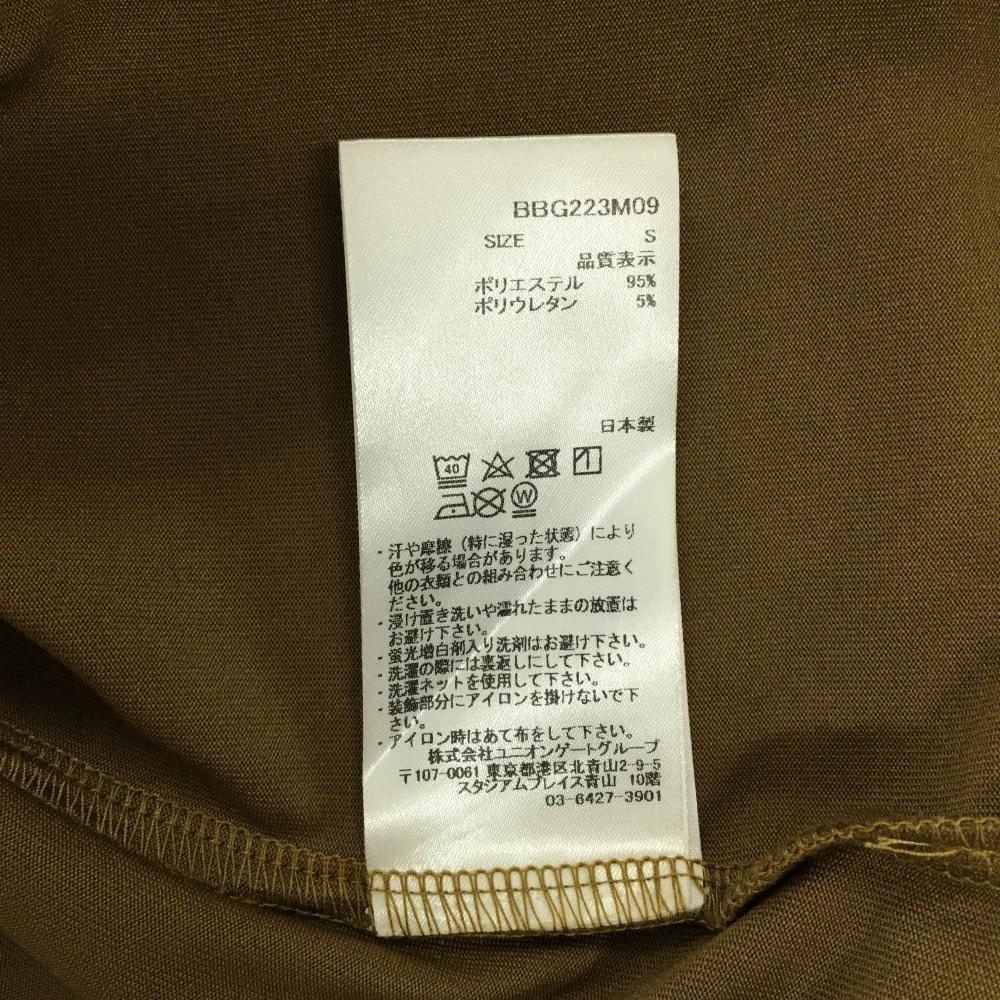 BBG223M09
SIZE S
品質表示
ポリエステル 95%
ポリウレタン 5%
日本製
40
W
- 汗や摩擦（特に湿った状態）により
色が移る場合があります。
他の衣類との組み合わせにご注意く
ださい。
- 浸け置き洗いや濡れたままの放置は
お避け下さい。
- 蛍光増白剤入り洗剤はお避け下さい。
- 洗濯の際には裏返しにして下さい。
- 洗濯ネットを使用して下さい。
- 装飾部分にアイロンを掛けないで下
さい。
- アイロン時はあて布をして下さい。
株式会社ユニオンゲートグループ
〒107-0061 東京都港区北青山2-9-5
スタジアムプレイス青山 10階
03-6427-3901